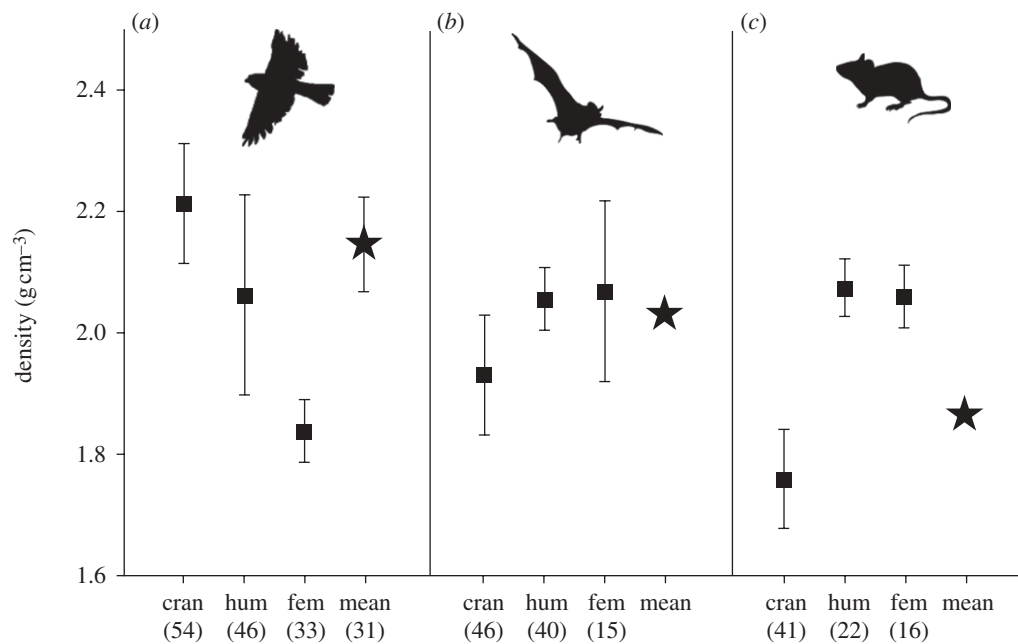 (a)
(b)
(c)
density (g cm⁻³)
2.4
2.2
2.0
1.8
1.6
cran hum fem mean cran hum fem mean cran hum fem mean
(54) (46) (33) (31) (46) (40) (15) (41) (22) (16)